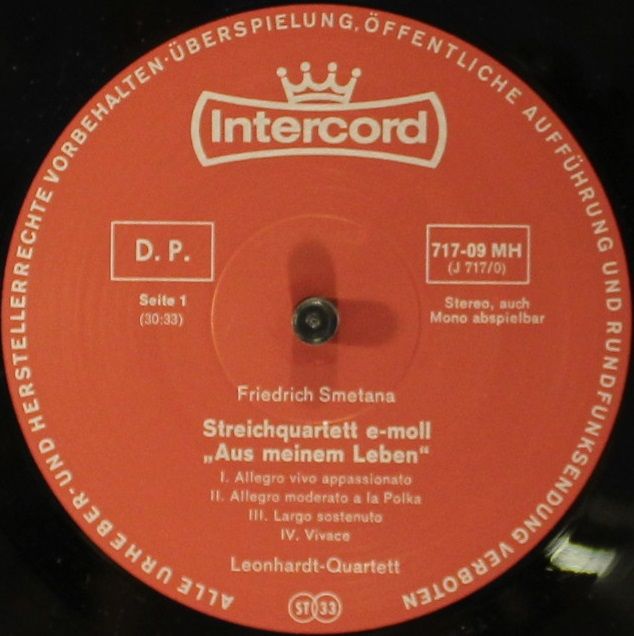 ALLE URHEBER- UND HERSTELLERRECHTE VORBEHALTEN · ÜBERSPIELUNG, ÖFFENTLICHE AUFFÜHRUNG UND RUNDFUNKSENDUNG VERBOTEN
Intercord
D. P.
717-09 MH
(J 717/0)
Seite 1
(30:33)
Stereo, auch
Mono abspielbar
Friedrich Smetana
Streichquartett e-moll
„Aus meinem Leben“
I. Allegro vivo appassionato
II. Allegro moderato a la Polka
III. Largo sostenuto
IV. Vivace
Leonhardt-Quartett
ST 33